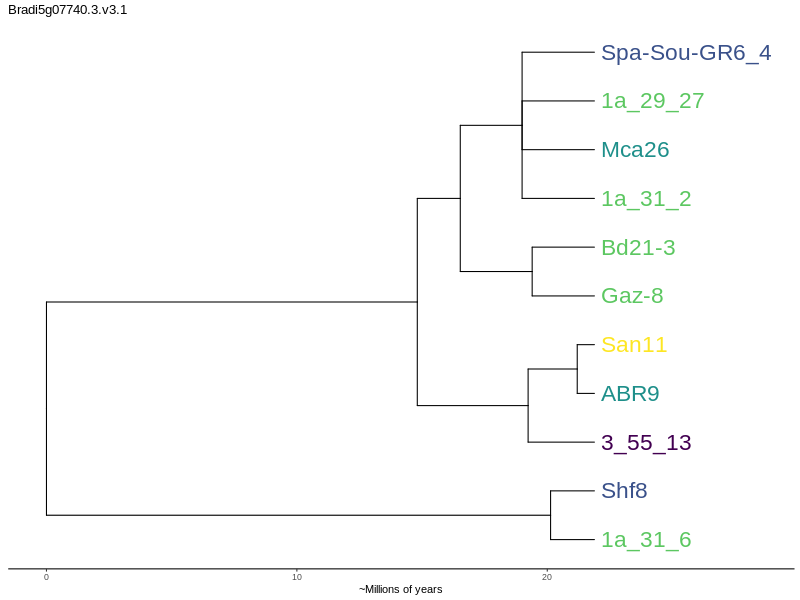 Bradi5g07740.3.v3.1
Spa-Sou-GR6_4
1a_29_27
Mca26
1a_31_2
Bd21-3
Gaz-8
San11
ABR9
3_55_13
Shf8
1a_31_6
0 10 20
~Millions of years